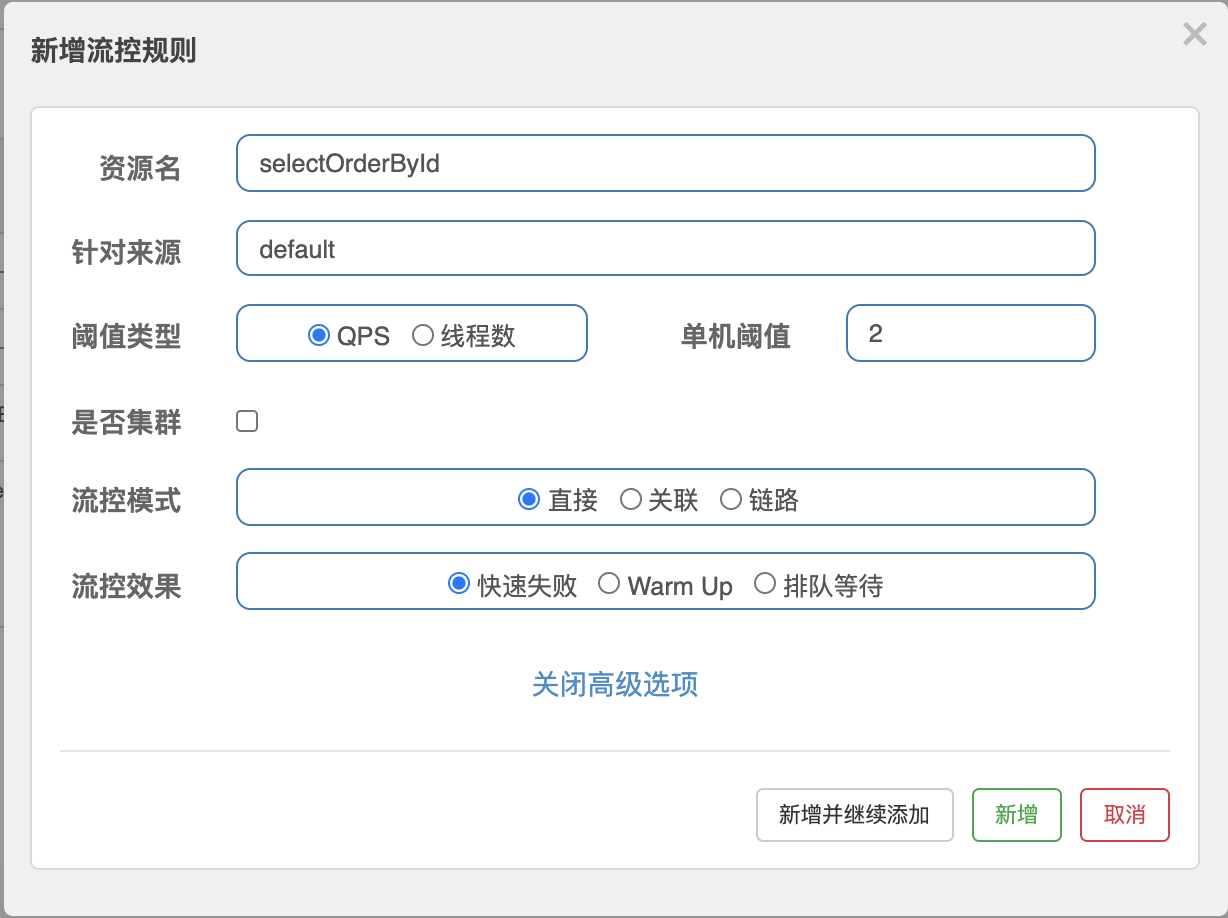 新增流控规则
资源名 selectOrderById
针对来源 default
阈值类型 QPS 线程数 单机阈值 2
是否集群
流控模式 直接 关联 链路
流控效果 快速失败 Warm Up 排队等待
关闭高级选项
新增并继续添加 新增 取消